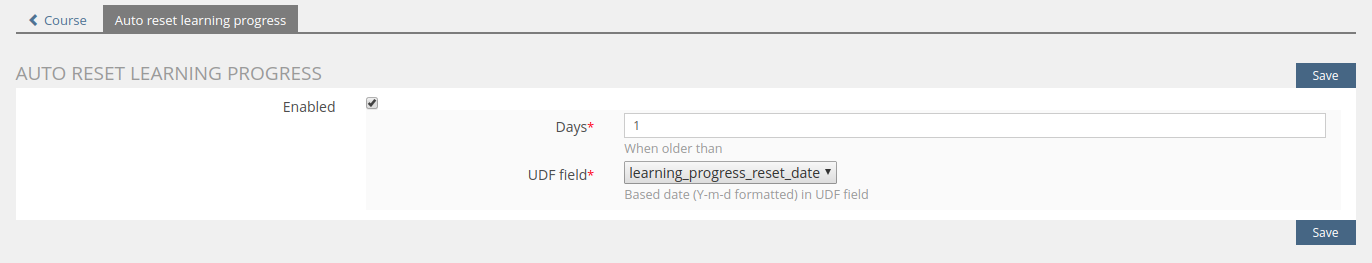 Course
Auto reset learning progress
AUTO RESET LEARNING PROGRESS
Save
Enabled
Days*
1
When older than
UDF field*
learning_progress_reset_date
Based date (Y-m-d formatted) in UDF field
Save